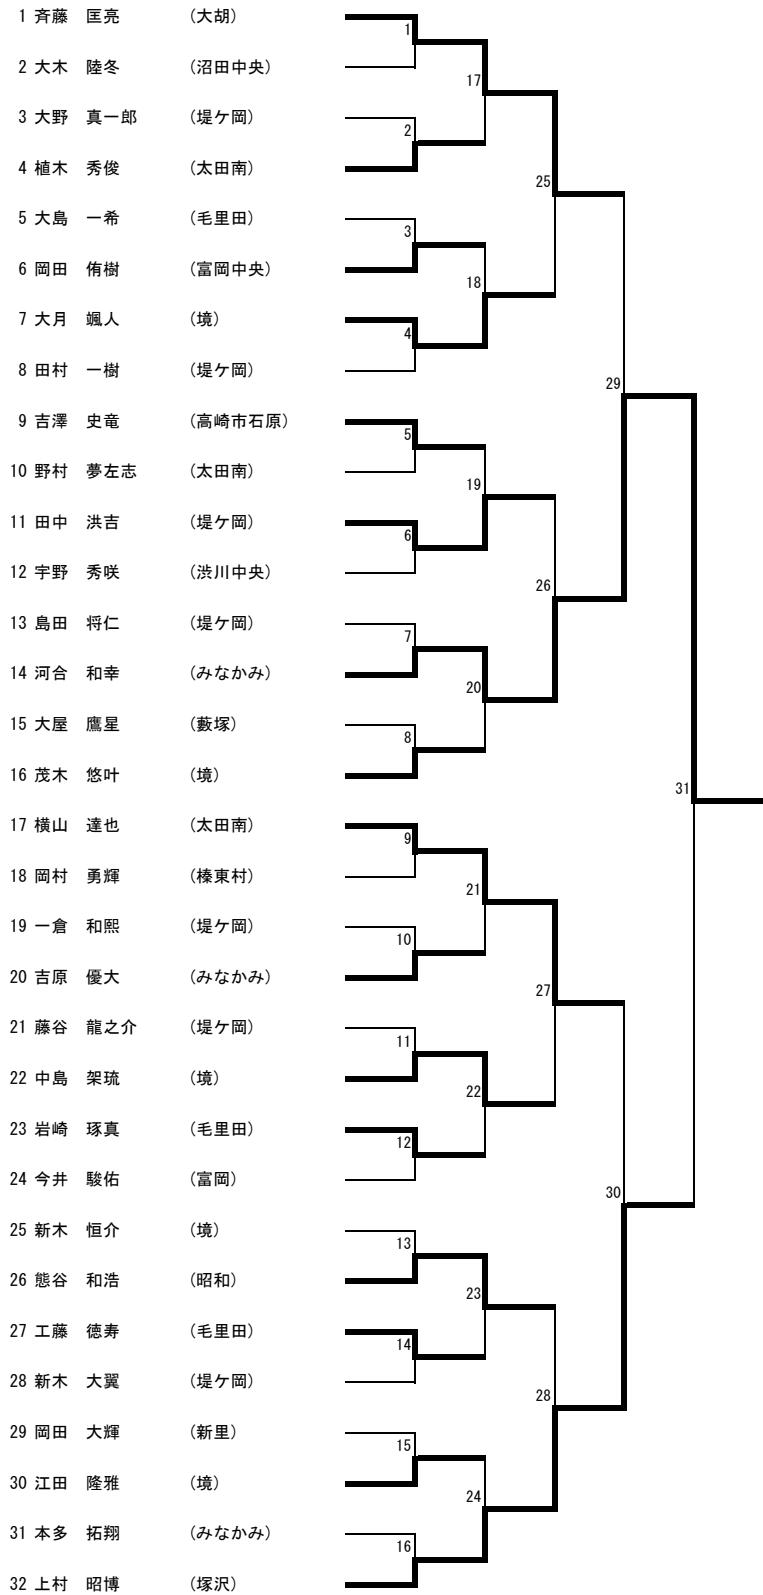 1 斉藤 匡亮 (大胡)
1
2 大木 陸冬 (沼田中央)
17
3 大野 真一郎 (堤ケ岡)
2
4 植木 秀俊 (太田南)
25
5 大島 一希 (毛里田)
3
6 岡田 侑樹 (富岡中央)
18
7 大月 颯人 (境)
4
8 田村 一樹 (堤ケ岡)
29
9 吉澤 史竜 (高崎市石原)
5
10 野村 夢左志 (太田南)
19
11 田中 洪吉 (堤ケ岡)
6
12 宇野 秀咲 (渋川中央)
26
13 島田 将仁 (堤ケ岡)
7
14 河合 和幸 (みなかみ)
20
15 大屋 鷹星 (藪塚)
8
16 茂木 悠叶 (境)
31
17 横山 達也 (太田南)
9
18 岡村 勇輝 (榛東村)
21
19 一倉 和熙 (堤ケ岡)
10
20 吉原 優大 (みなかみ)
27
21 藤谷 龍之介 (堤ケ岡)
11
22 中島 架琉 (境)
22
23 岩崎 琢真 (毛里田)
12
24 今井 駿佑 (富岡)
30
25 新木 恒介 (境)
13
26 態谷 和浩 (昭和)
23
27 工藤 徳寿 (毛里田)
14
28 新木 大翼 (堤ケ岡)
28
29 岡田 大輝 (新里)
15
30 江田 隆雅 (境)
24
31 本多 拓翔 (みなかみ)
16
32 上村 昭博 (塚沢)